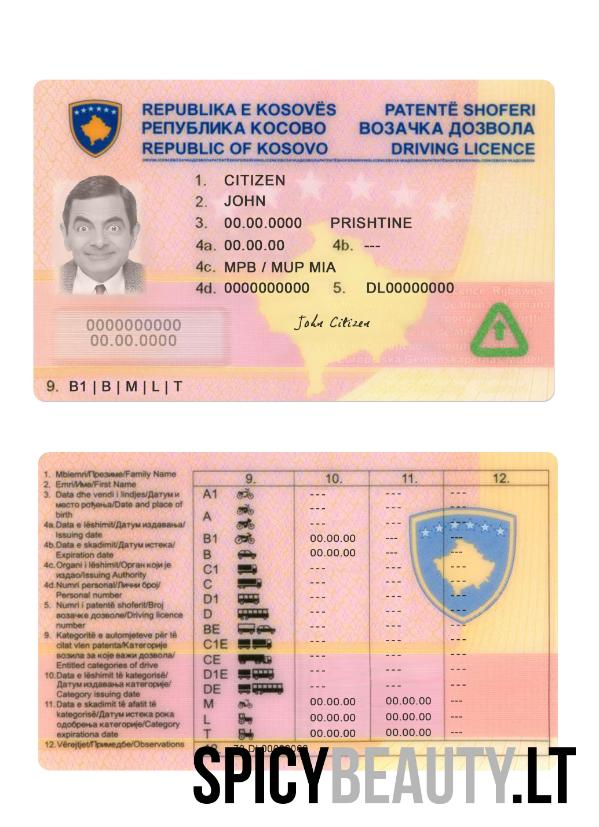 REPUBLIKA E KOSOVËS PATENTË SHOFERI
РЕПУБЛИКА КОСОВО ВОЗАЧКА ДОЗВОЛА
REPUBLIC OF KOSOVO DRIVING LICENCE
1. CITIZEN
2. JOHN
3. 00.00.0000 PRISHTINE
4a. 00.00.00 4b. ---
4c. MPB / MUP MIA
4d. 0000000000 5. DL00000000
John Citizen
0000000000
00.00.0000
9. B1 | B | M | L | T
1. Mbiemri/Презиме/Family Name
2. Emri/Име/First Name
3. Data dhe vendi i lindjes/Датум и
место рођења/Date and place of
birth
4a. Data e lëshimit/Датум издавања/
Issuing date
4b. Data e skadimit/Датум истека/
Expiration date
4c. Organi i lëshimit/Орган који је
издао/Issuing Authority
4d. Numri personal/Лични број/
Personal number
5. Numri i patentë shoferit/Број
возачке дозволе/Driving licence
number
9. Kategoritë e automjeteve për të
cilat vlen patenta/Категорије
возила за које важи дозвола/
Entitled categories of drive
10. Data e lëshimit të kategorisë/
Датум издавања категорије/
Category issuing date
11. Data e skadimit të afatit të
kategorisë/Датум истека рока
одобрења категорије/Category
expirationa date
12. Vërejtjet/Примедбе/Observations
9. 10. 11. 12.
A1 --- --- ---
A --- --- ---
--- --- ---
B1 00.00.00 --- ---
B 00.00.00 --- ---
C1 --- --- ---
C --- --- ---
D1 --- --- ---
D --- --- ---
BE --- --- ---
C1E --- --- ---
CE --- --- ---
D1E --- --- ---
DE --- --- ---
M 00.00.00 00.00.00 ---
L 00.00.00 00.00.00 ---
T 00.00.00 00.00.00 ---
SPICYBEAUTY.LT